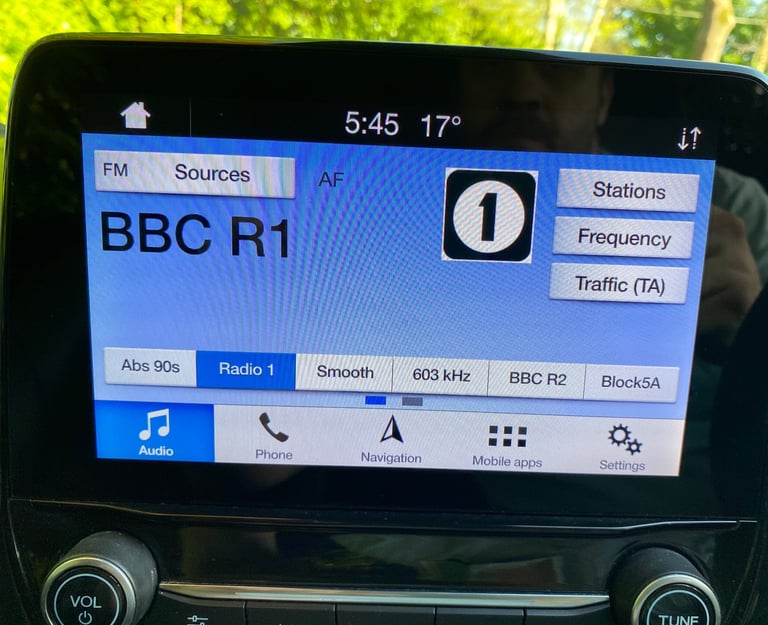 5:45 17°
FM Sources AF
BBC R1
1
Stations
Frequency
Traffic (TA)
Abs 90s Radio 1 Smooth 603 kHz BBC R2 Block5A
Audio Phone Navigation Mobile apps Settings
VOL TUNE